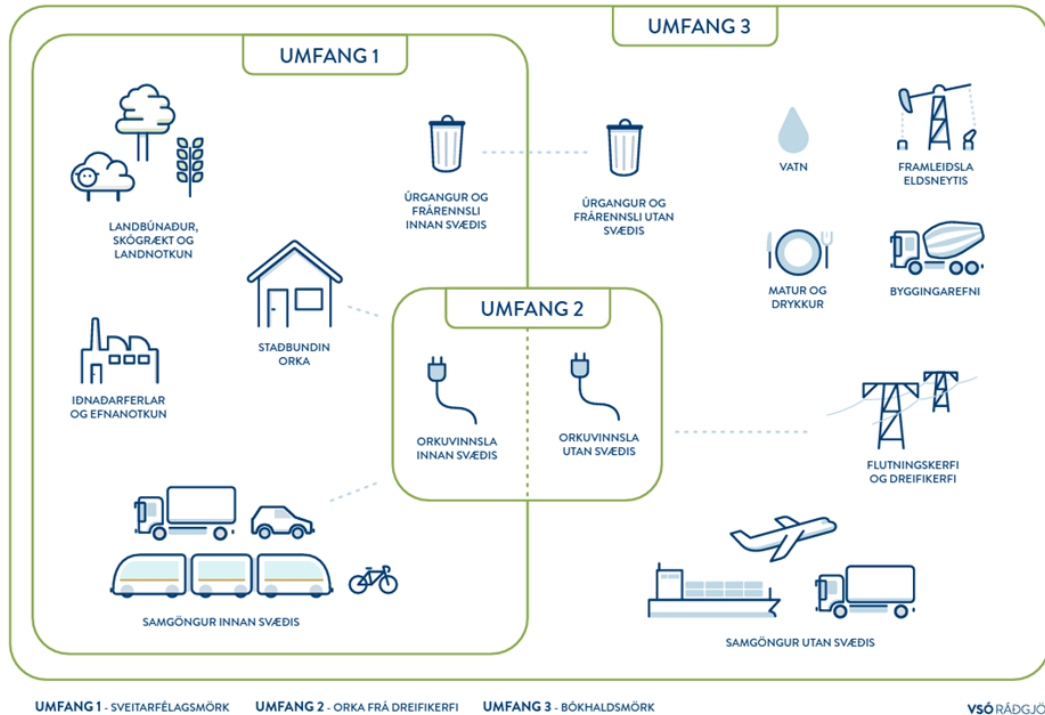 UMFANG 3
UMFANG 1
LANDBÚNAÐUR,
SKÓGRÆKT OG
LANDNOTKUN
ÚRGANGUR OG
FRÁRENNSLI
INNAN SVÆÐIS
ÚRGANGUR OG
FRÁRENNSLI UTAN
SVÆÐIS
VATN
FRAMLEIÐSLA
ELDSNEYTIS
MATUR OG
DRYKKUR
BYGGINGAREFNI
STAÐBUNDIN
ORKA
UMFANG 2
IÐNAÐARFERLAR
OG EFNANOTKUN
ORKUVINNSLA
INNAN SVÆÐIS
ORKUVINNSLA
UTAN SVÆÐIS
FLUTNINGSKERFI
OG DREIFIKERFI
SAMGÖNGUR INNAN SVÆÐIS
SAMGÖNGUR UTAN SVÆÐIS
UMFANG 1 - SVEITARFÉLAGSMÖRK UMFANG 2 - ORKA FRÁ DREIFIKERFI UMFANG 3 - BÓKHALDSMÖRK VSÓ RÁÐGJÖ